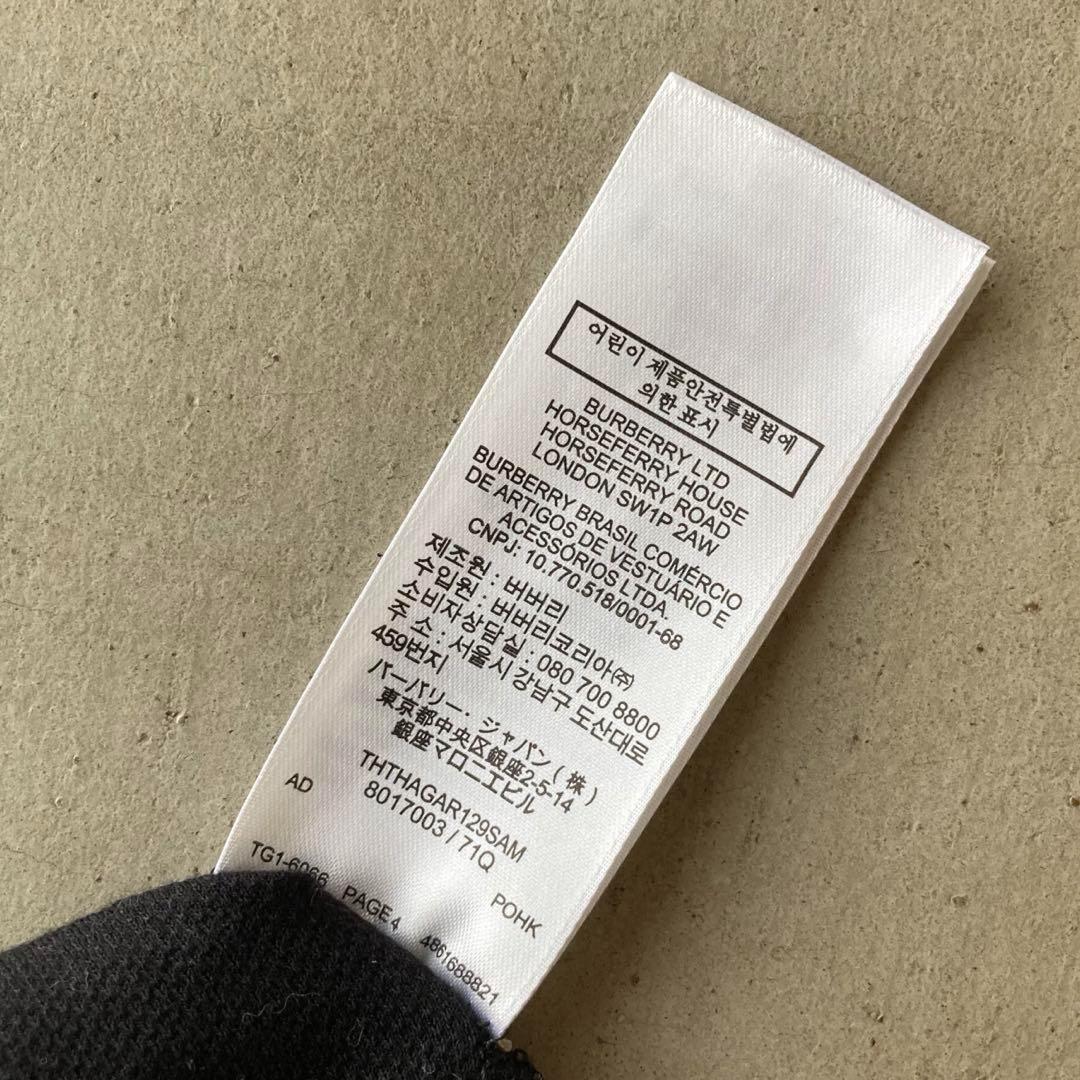 어린이 제품안전특별법에
의한 표시
BURBERRY LTD
HORSEFERRY HOUSE
HORSEFERRY ROAD
LONDON SW1P 2AW
BURBERRY BRASIL COMÉRCIO
DE ARTIGOS DE VESTUÁRIO E
ACESSÓRIOS LTDA.
CNPJ: 10.770.518/0001-68
제조원 : 버버리
수입원 : 버버리코리아㈜
소비자상담실 : 080 700 8800
주 소 : 서울시 강남구 도산대로
459번지
バーバリー・ジャパン(株)
東京都中央区銀座2-5-14
銀座マロニエビル
THTHAGAR129SAM
8017003 / 71Q
AD
POHK
TG1-6066 PAGE 4 4861688821